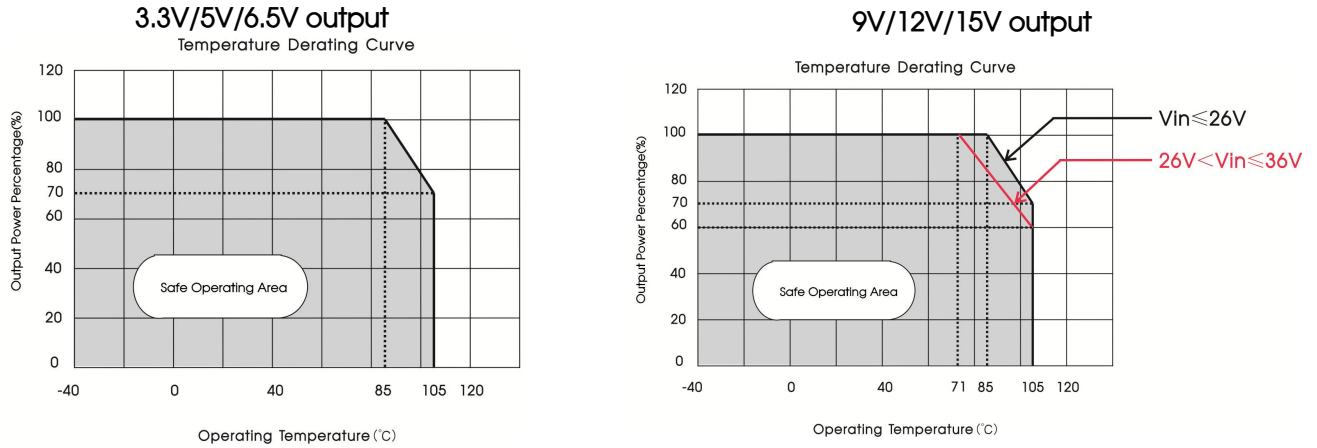 3.3V/5V/6.5V output
Temperature Derating Curve
120
100
80
70
60
40
20
0
Output Power Percentage(%)
Safe Operating Area
-40 0 40 85 105 120
Operating Temperature(℃)
9V/12V/15V output
Temperature Derating Curve
120
100
80
70
60
40
20
0
Output Power Percentage(%)
Safe Operating Area
Vin≤26V
26V<Vin≤36V
-40 0 40 71 85 105 120
Operating Temperature(℃)